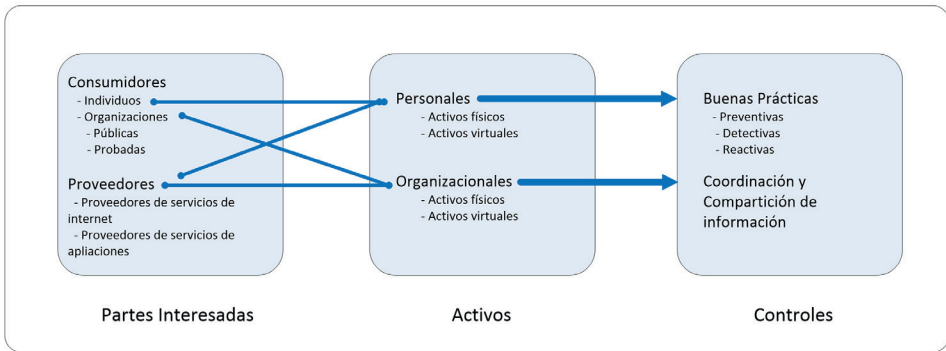 Consumidores
- Individuos
- Organizaciones
- Públicas
- Probadas
Proveedores
- Proveedores de servicios de
internet
- Proveedores de servicios de
apliaciones
Personales
- Activos físicos
- Activos virtuales
Organizacionales
- Activos físicos
- Activos virtuales
Buenas Prácticas
- Preventivas
- Detectivas
- Reactivas
Coordinación y
Compartición de
información
Partes Interesadas
Activos
Controles